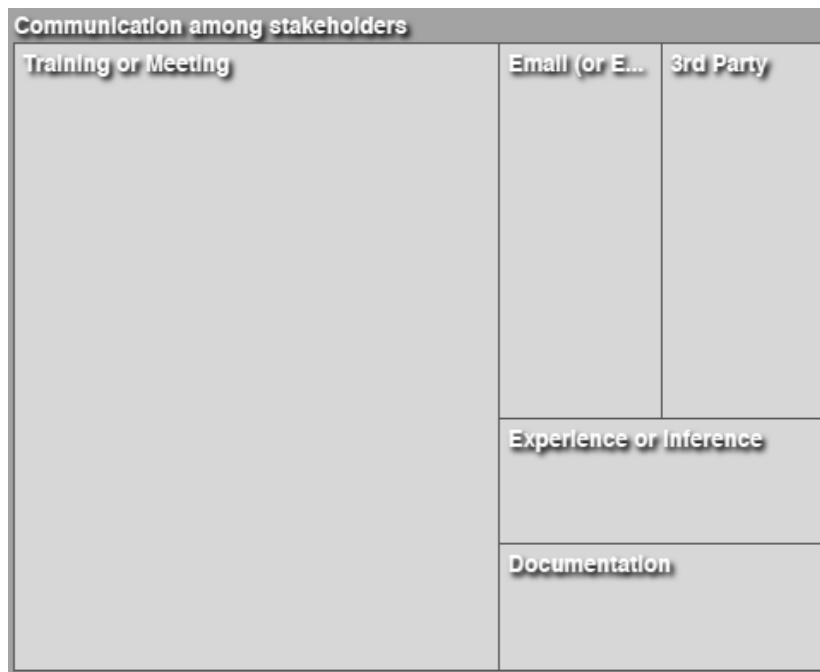 Communication among stakeholders
Training or Meeting
Email (or E...
3rd Party
Experience or Inference
Documentation